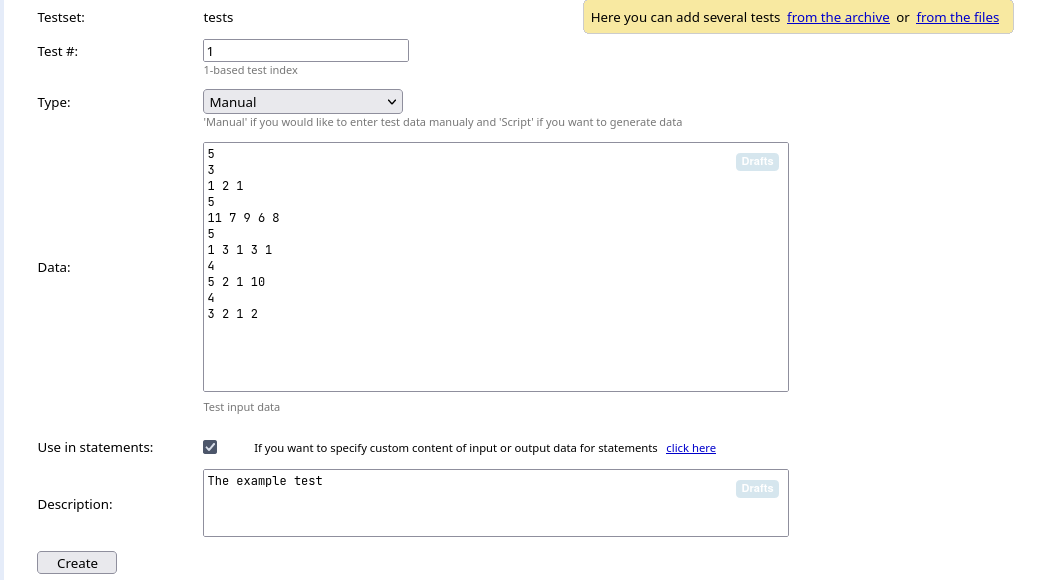 Testset: tests Here you can add several tests from the archive or from the files
Test #: 1
1-based test index
Type: Manual
'Manual' if you would like to enter test data manualy and 'Script' if you want to generate data
Data:
5 Drafts
3
1 2 1
5
11 7 9 6 8
5
1 3 1 3 1
4
5 2 1 10
4
3 2 1 2
Test input data
Use in statements: If you want to specify custom content of input or output data for statements click here
Description: The example test Drafts
Create